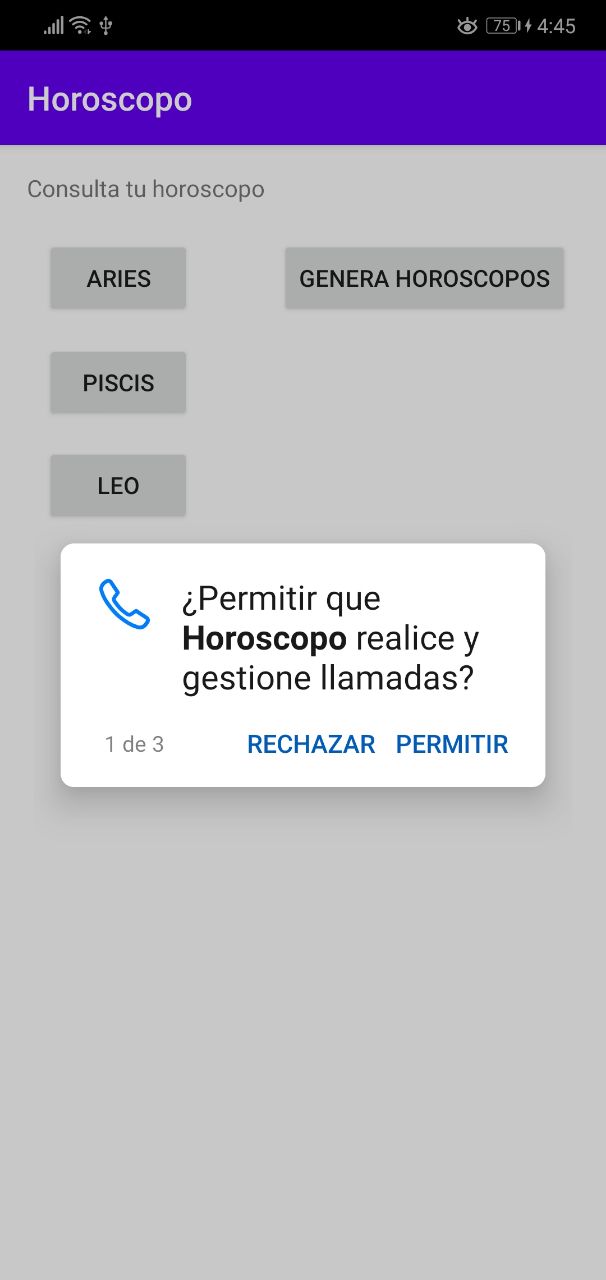 75 4:45
Horoscopo
Consulta tu horoscopo
ARIES GENERA HOROSCOPOS
PISCIS
LEO
¿Permitir que
Horoscopo realice y
gestione llamadas?
1 de 3 RECHAZAR PERMITIR